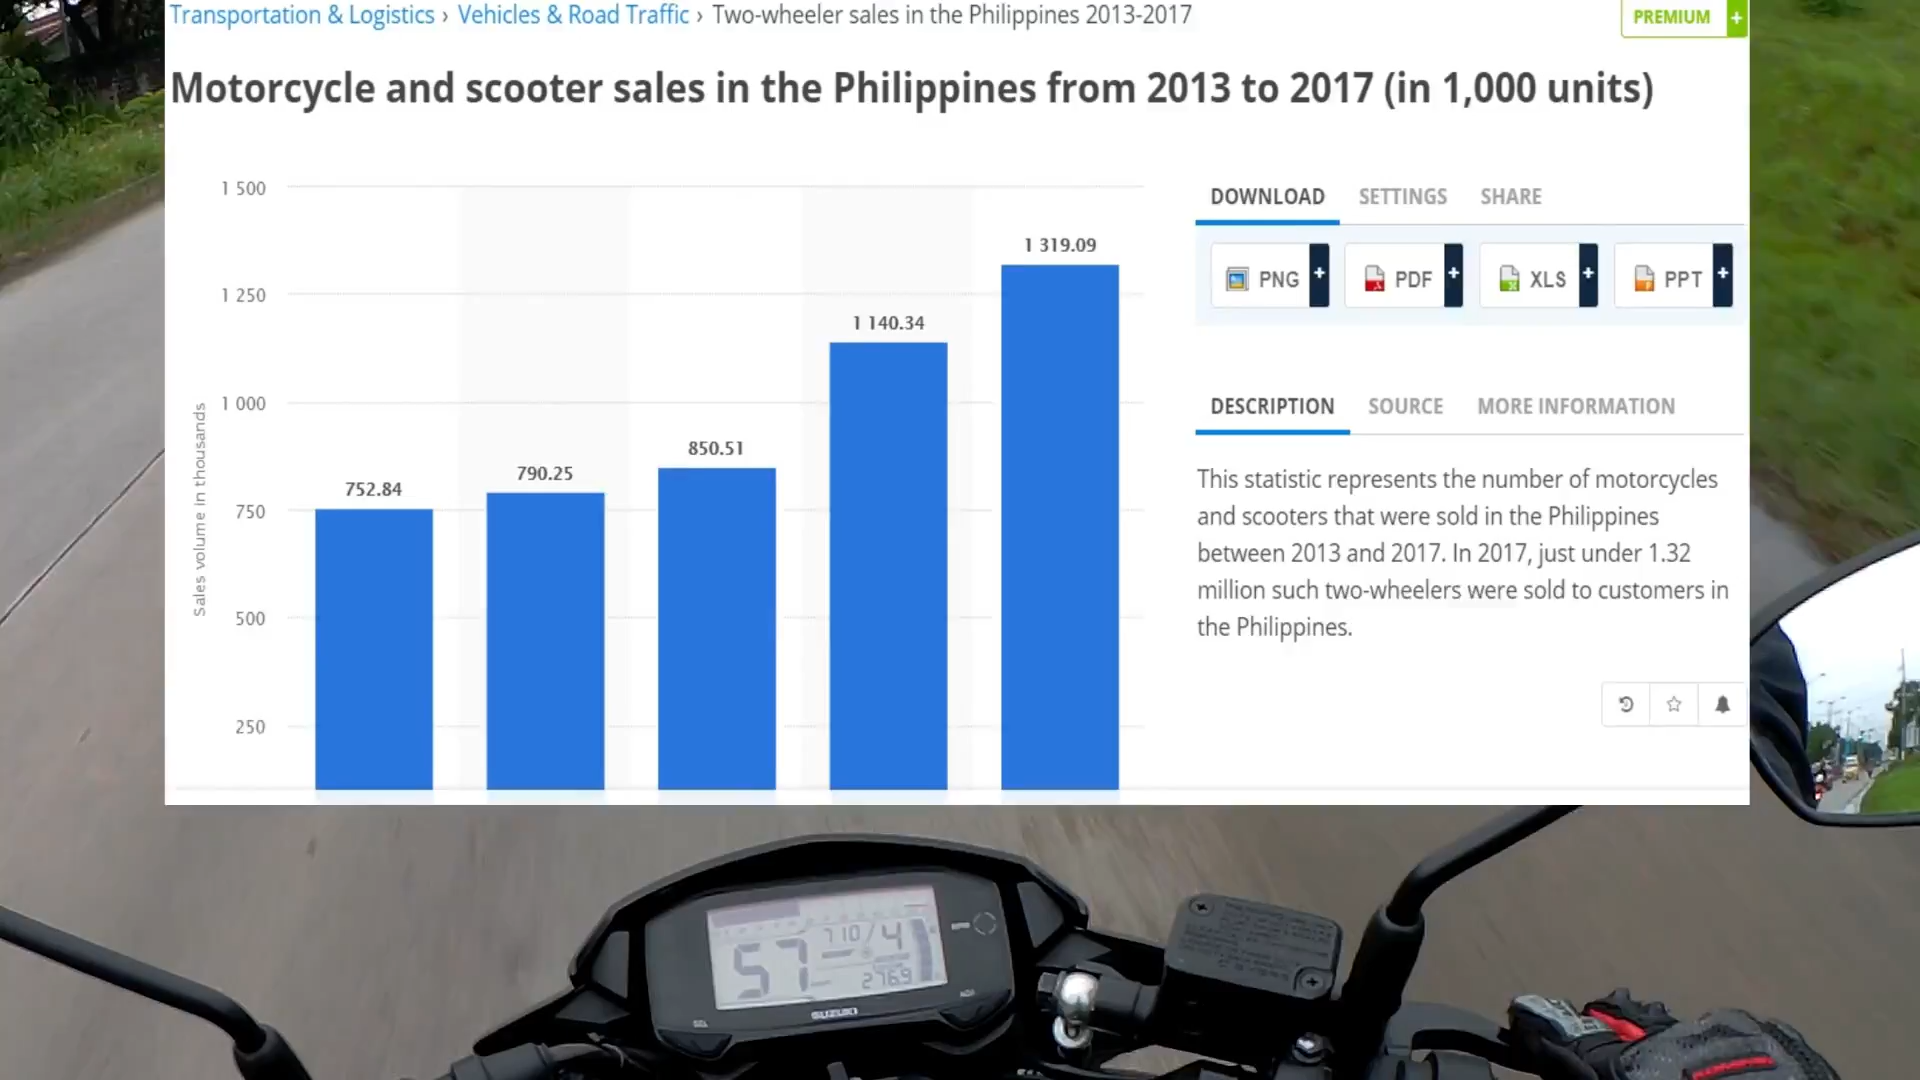 Transportation & Logistics › Vehicles & Road Traffic › Two-wheeler sales in the Philippines 2013-2017
PREMIUM +
Motorcycle and scooter sales in the Philippines from 2013 to 2017 (in 1,000 units)
Sales volume in thousands
1 500
1 250
1 000
750
500
250
752.84
790.25
850.51
1 140.34
1 319.09
DOWNLOAD SETTINGS SHARE
PNG + PDF + XLS + PPT +
DESCRIPTION SOURCE MORE INFORMATION
This statistic represents the number of motorcycles
and scooters that were sold in the Philippines
between 2013 and 2017. In 2017, just under 1.32
million such two-wheelers were sold to customers in
the Philippines.
57
4
2769
SUZUKI